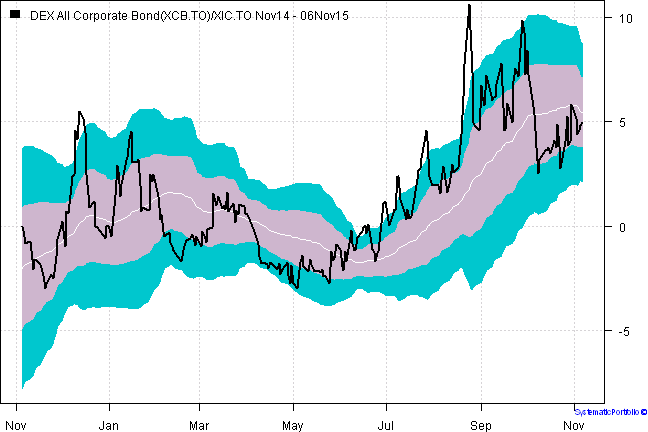 DEX All Corporate Bond(XCB.TO)/XIC.TO Nov14 - 06Nov15
10
5
0
-5
Nov Jan Mar May Jul Sep Nov
SystematicPortfolio ©